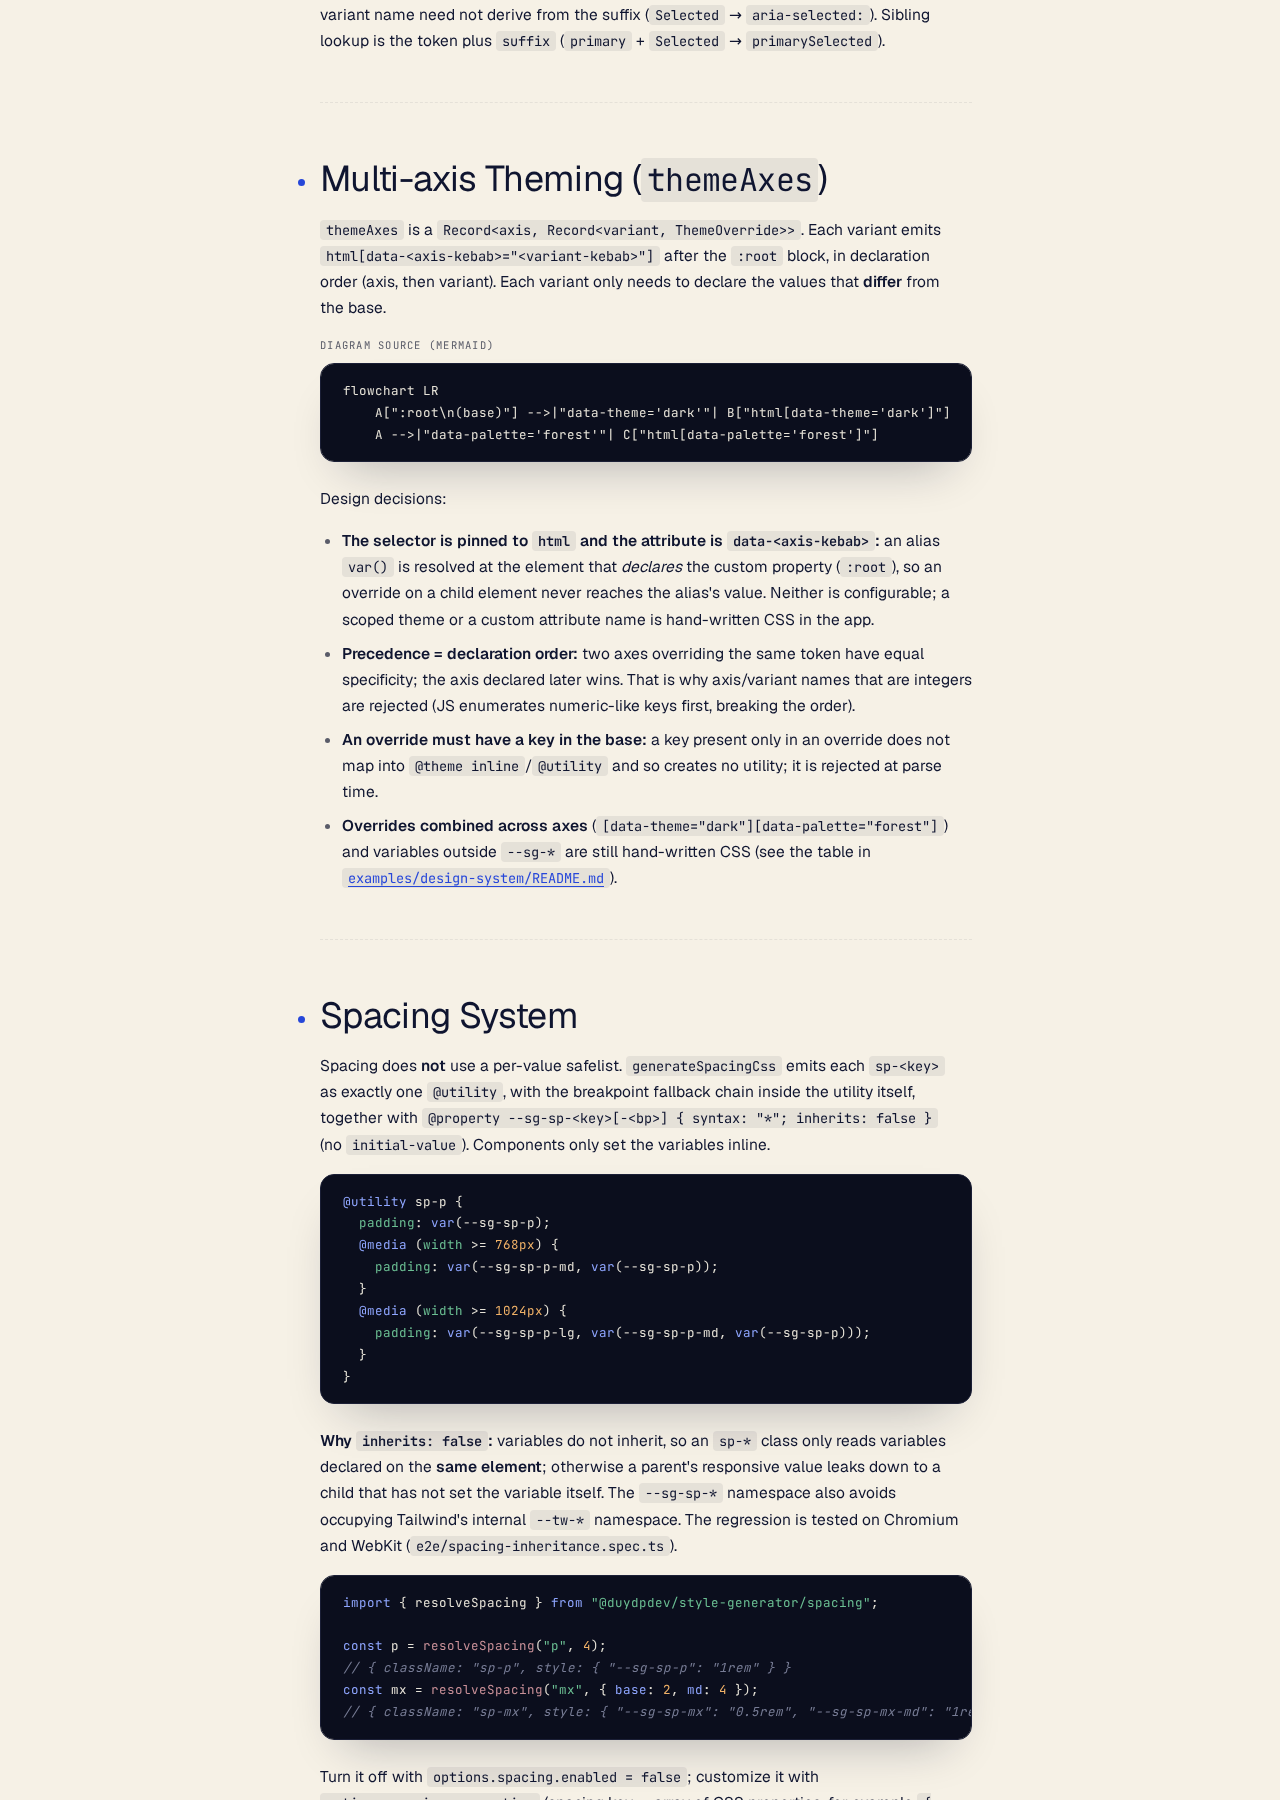 variant name need not derive from the suffix ( Selected → aria-selected: ). Sibling
lookup is the token plus suffix ( primary + Selected → primarySelected ).
Multi-axis Theming (themeAxes)
themeAxes is a Record<axis, Record<variant, ThemeOverride>> . Each variant emits
html[data-<axis-kebab>="<variant-kebab>"] after the :root block, in declaration
order (axis, then variant). Each variant only needs to declare the values that differ from
the base.
DIAGRAM SOURCE (MERMAID)
flowchart LR
    A[":root\n(base)"] -->|"data-theme='dark'"| B["html[data-theme='dark']"]
    A -->|"data-palette='forest'"| C["html[data-palette='forest']"]
Design decisions:
• The selector is pinned to html and the attribute is data-<axis-kebab> : an alias
var() is resolved at the element that declares the custom property ( :root ), so an
override on a child element never reaches the alias's value. Neither is configurable; a
scoped theme or a custom attribute name is hand-written CSS in the app.
• Precedence = declaration order: two axes overriding the same token have equal
specificity; the axis declared later wins. That is why axis/variant names that are integers
are rejected (JS enumerates numeric-like keys first, breaking the order).
• An override must have a key in the base: a key present only in an override does not
map into @theme inline / @utility and so creates no utility; it is rejected at parse
time.
• Overrides combined across axes ( [data-theme="dark"][data-palette="forest"] )
and variables outside --sg-* are still hand-written CSS (see the table in
examples/design-system/README.md ).
Spacing System
Spacing does not use a per-value safelist. generateSpacingCss emits each sp-<key>
as exactly one @utility , with the breakpoint fallback chain inside the utility itself,
together with @property --sg-sp-<key>[-<bp>] { syntax: "*"; inherits: false }
(no initial-value ). Components only set the variables inline.
@utility sp-p {
  padding: var(--sg-sp-p);
  @media (width >= 768px) {
    padding: var(--sg-sp-p-md, var(--sg-sp-p));
  }
  @media (width >= 1024px) {
    padding: var(--sg-sp-p-lg, var(--sg-sp-p-md, var(--sg-sp-p)));
  }
}
Why inherits: false : variables do not inherit, so an sp-* class only reads variables
declared on the same element; otherwise a parent's responsive value leaks down to a
child that has not set the variable itself. The --sg-sp-* namespace also avoids
occupying Tailwind's internal --tw-* namespace. The regression is tested on Chromium
and WebKit ( e2e/spacing-inheritance.spec.ts ).
import { resolveSpacing } from "@duydpdev/style-generator/spacing";
const p = resolveSpacing("p", 4);
// { className: "sp-p", style: { "--sg-sp-p": "1rem" } }
const mx = resolveSpacing("mx", { base: 2, md: 4 });
// { className: "sp-mx", style: { "--sg-sp-mx": "0.5rem", "--sg-sp-mx-md": "1re
Turn it off with options.spacing.enabled = false ; customize it with